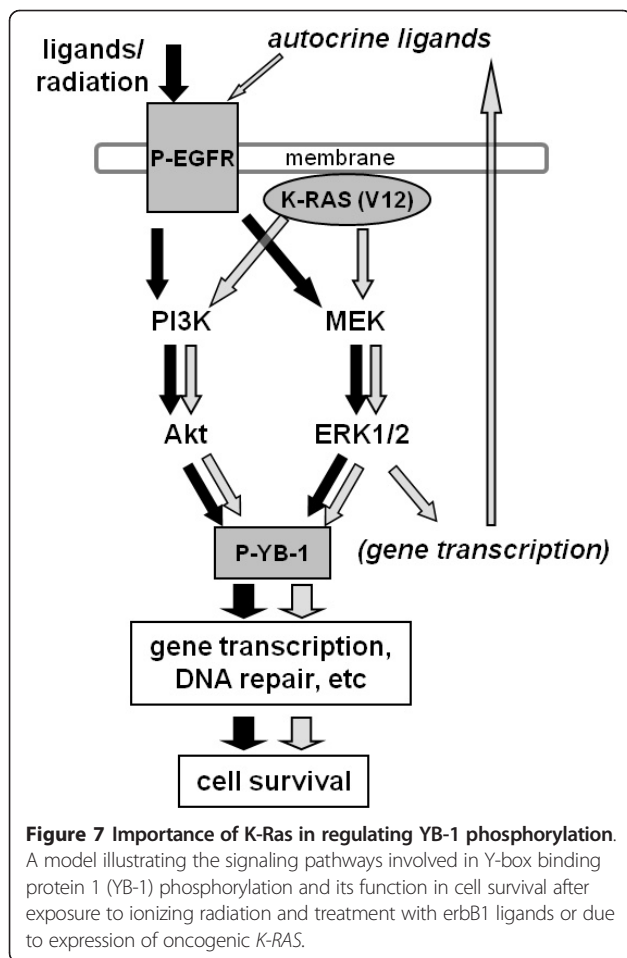 ligands/
radiation
autocrine ligands
P-EGFR
membrane
K-RAS (V12)
PI3K
MEK
Akt
ERK1/2
P-YB-1
(gene transcription)
gene transcription,
DNA repair, etc
cell survival
Figure 7 Importance of K-Ras in regulating YB-1 phosphorylation.
A model illustrating the signaling pathways involved in Y-box binding
protein 1 (YB-1) phosphorylation and its function in cell survival after
exposure to ionizing radiation and treatment with erbB1 ligands or due
to expression of oncogenic K-RAS.